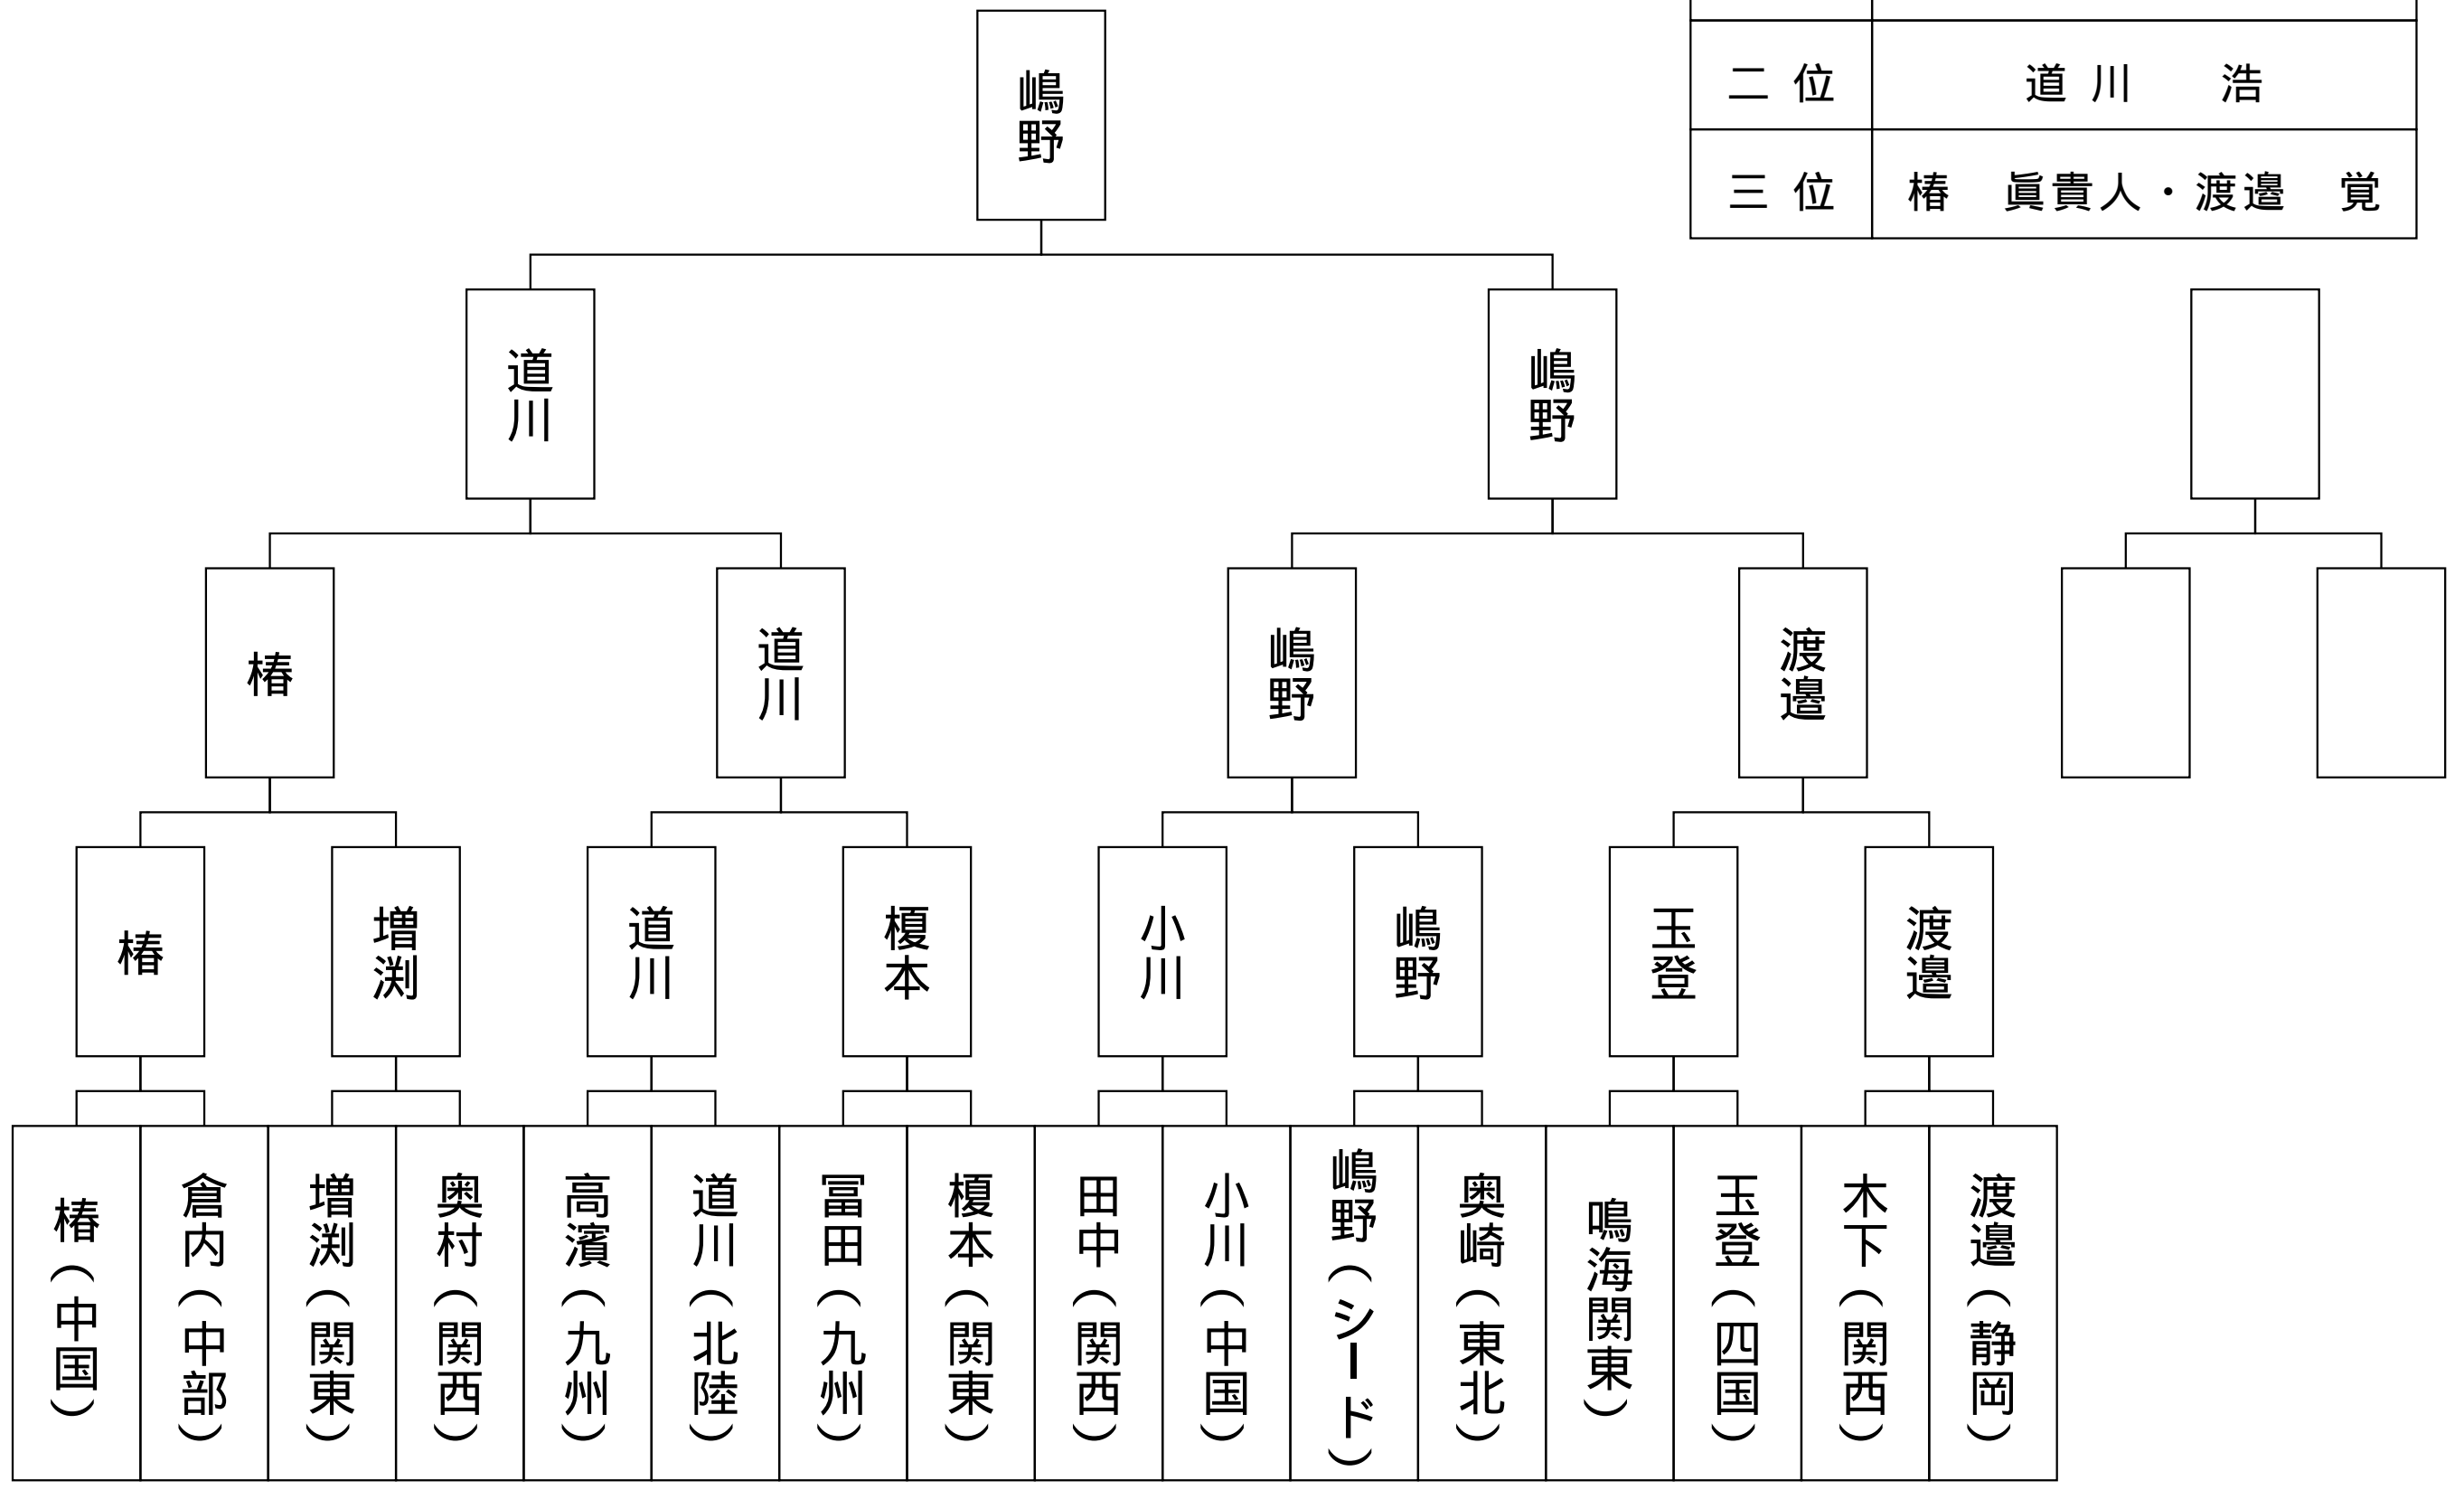 二 位 道 川　　浩
三 位 椿　眞貴人・渡邊　覚
嶋野
道川
嶋野
椿
道川
嶋野
渡邊
椿
増渕
道川
榎本
小川
嶋野
玉登
渡邊
椿（中国）
倉内（中部）
増渕（関東）
奥村（関西）
高濱（九州）
道川（北陸）
冨田（九州）
榎本（関東）
田中（関西）
小川（中国）
嶋野（シード）
奥崎（東北）
鳴海関東）
玉登（四国）
木下（関西）
渡邊（静岡）